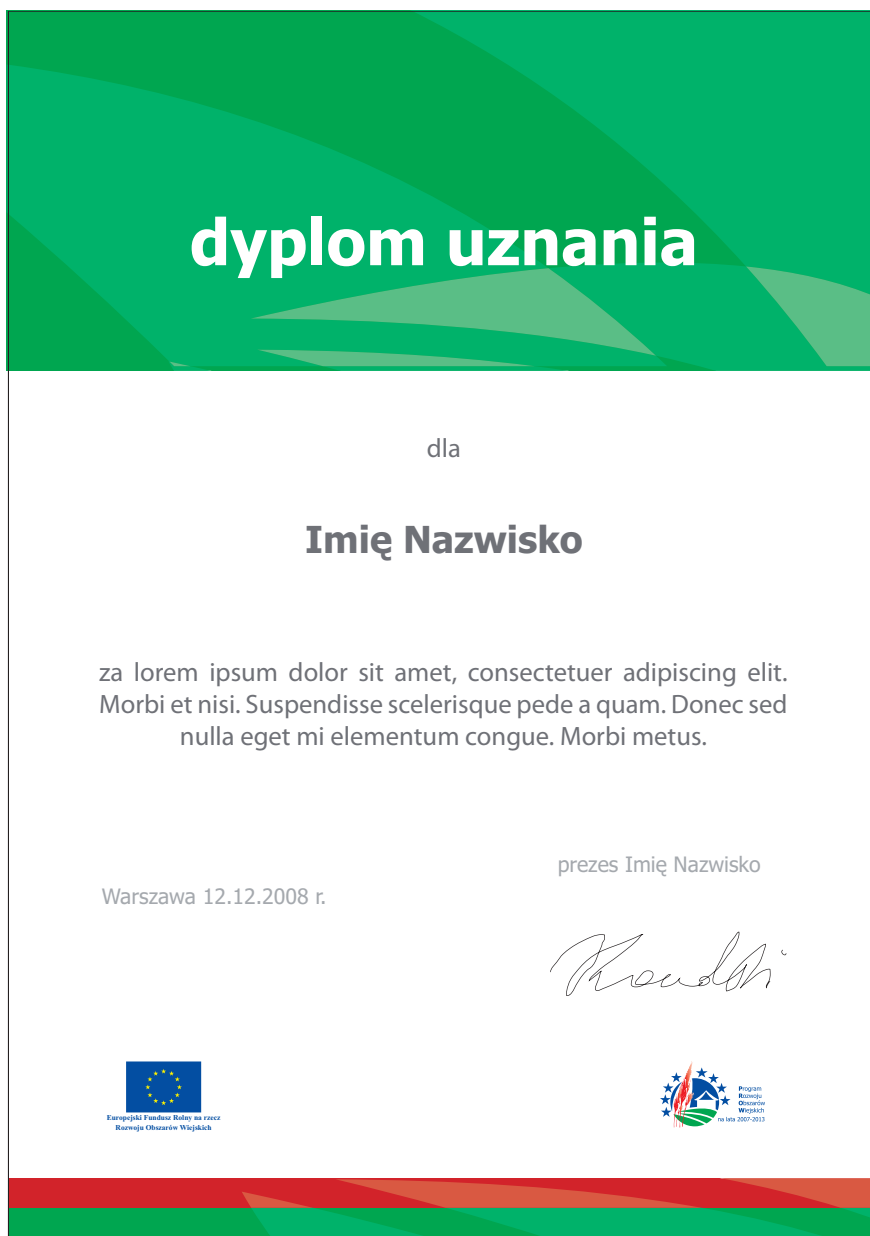 dyplom uznania
dla
Imię Nazwisko
za lorem ipsum dolor sit amet, consectetuer adipiscing elit.
Morbi et nisi. Suspendisse scelerisque pede a quam. Donec sed
nulla eget mi elementum congue. Morbi metus.
prezes Imię Nazwisko
Warszawa 12.12.2008 r.
Europejski Fundusz Rolny na rzecz
Rozwoju Obszarów Wiejskich
Program
Rozwoju
Obszarów
Wiejskich
na lata 2007-2013